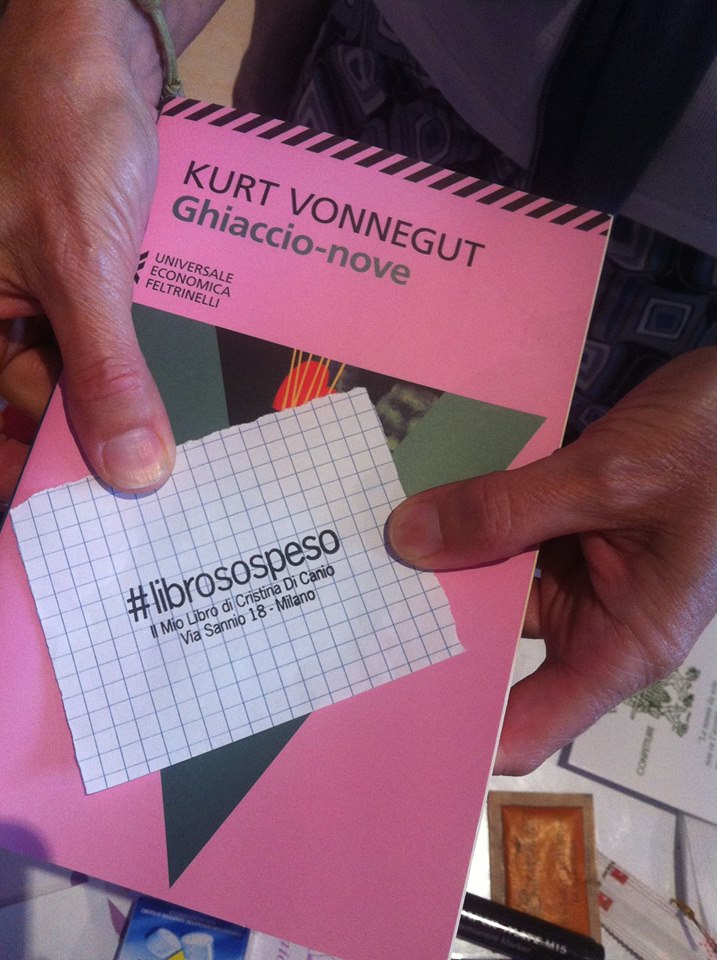 KURT VONNEGUT
Ghiaccio-nove
UNIVERSALE
ECONOMICA
FELTRINELLI
#librosospeso
Il Mio Libro di Cristina Di Canio
Via Sannio 18 - Milano
CONFETTURE